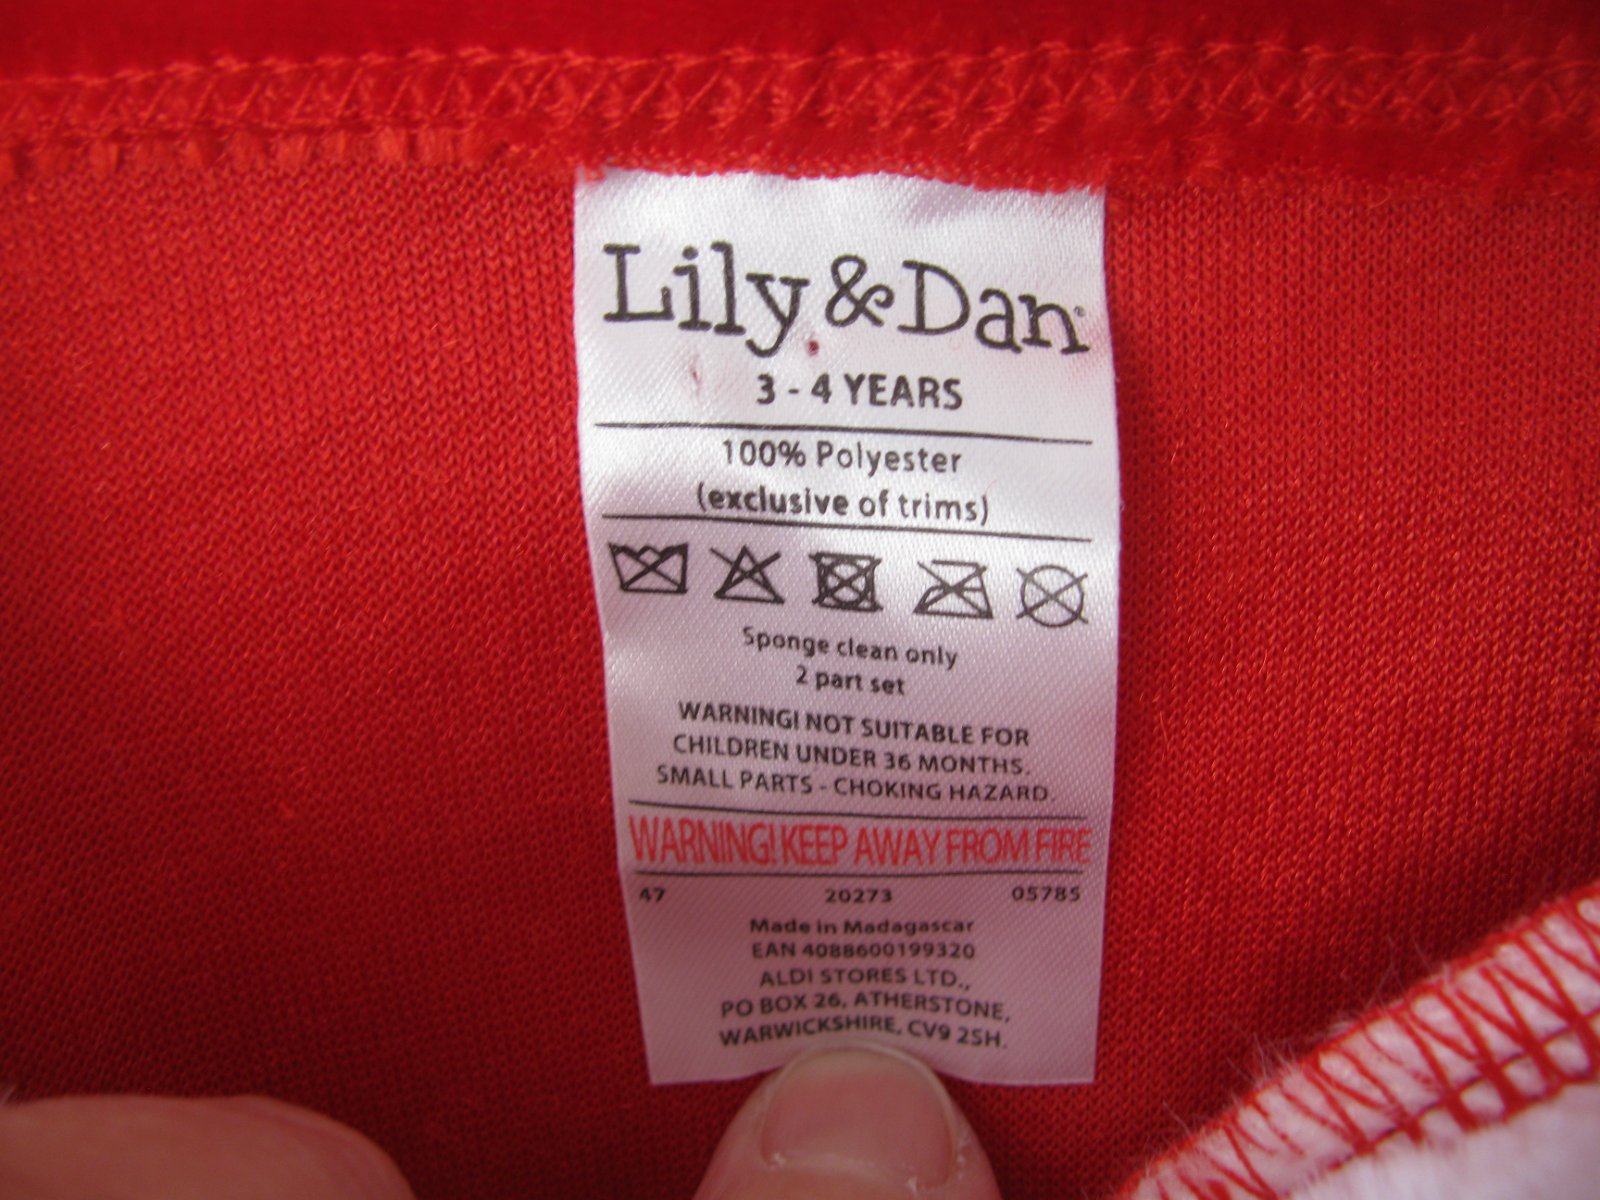 Lily & Dan
3 - 4 YEARS
100% Polyester
(exclusive of trims)
Sponge clean only
2 part set
WARNING! NOT SUITABLE FOR
CHILDREN UNDER 36 MONTHS.
SMALL PARTS - CHOKING HAZARD.
WARNING! KEEP AWAY FROM FIRE
47 20273 05785
Made in Madagascar
EAN 4088600199320
ALDI STORES LTD.,
PO BOX 26, ATHERSTONE,
WARWICKSHIRE, CV9 2SH.